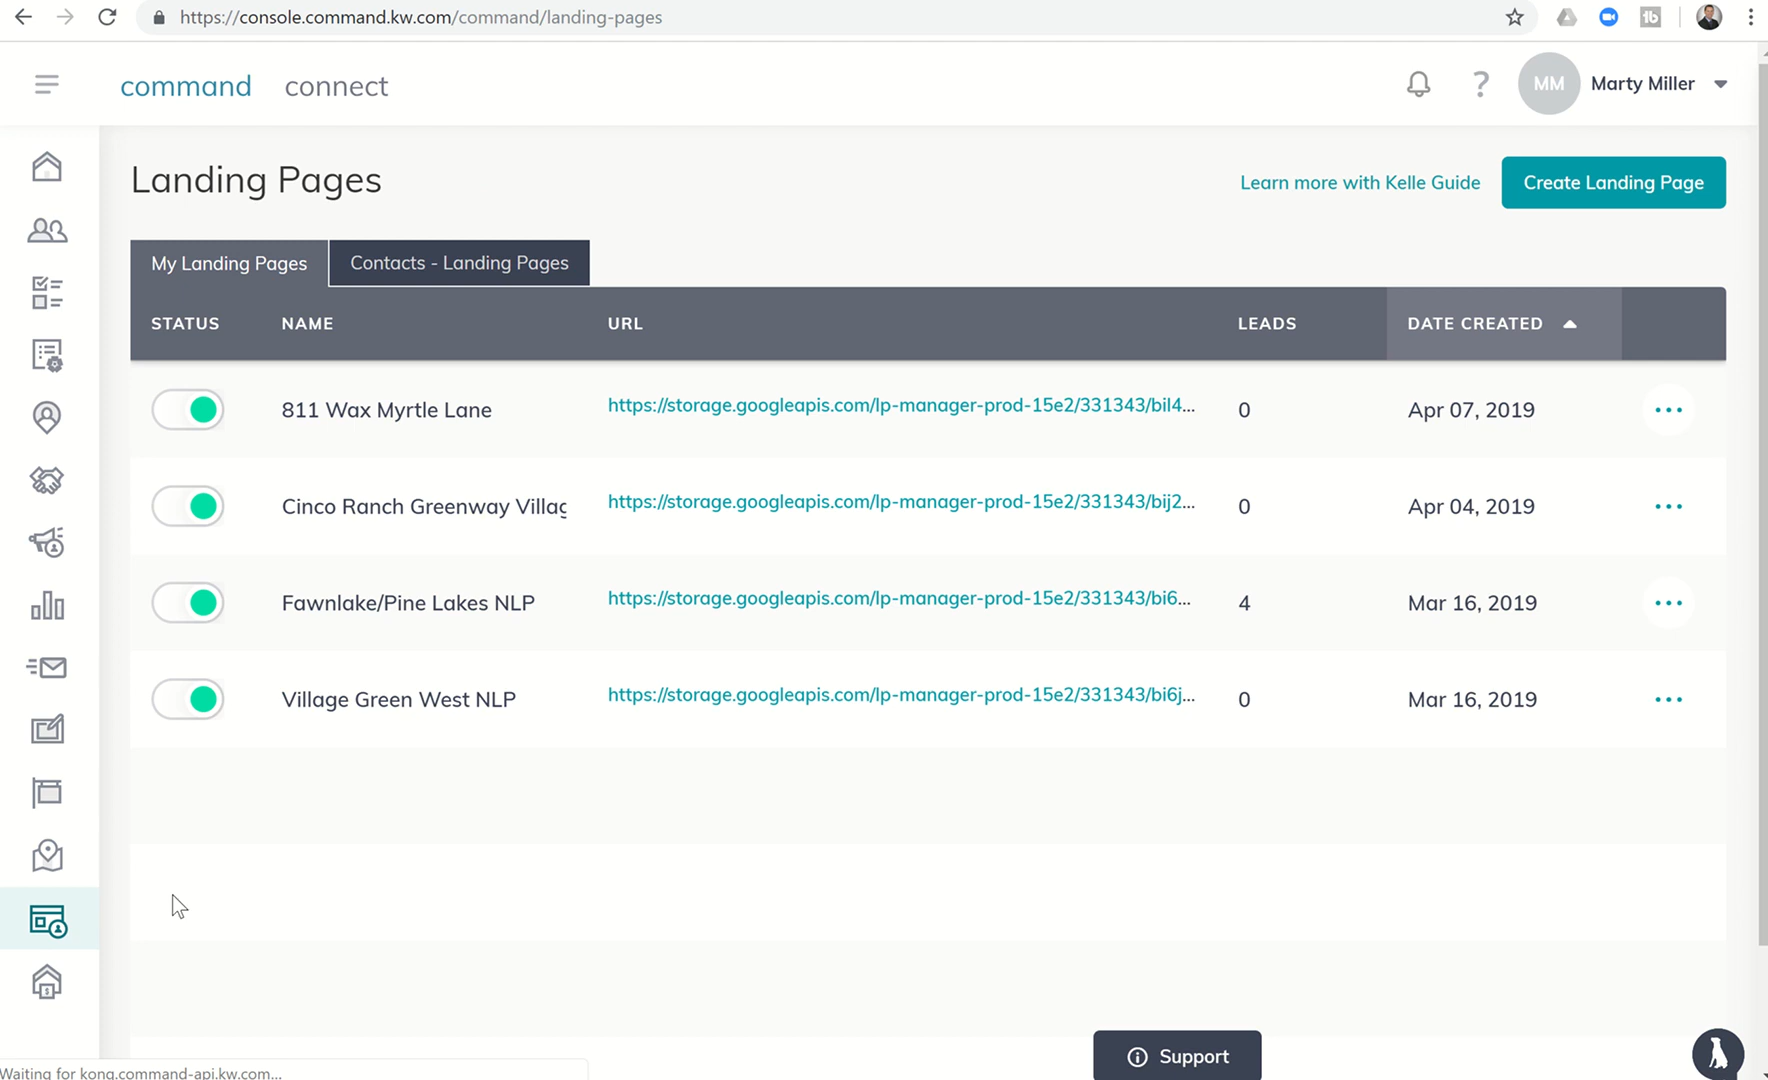 https://console.command.kw.com/command/landing-pages
command connect
?
MM Marty Miller
Landing Pages
Learn more with Kelle Guide
Create Landing Page
My Landing Pages
Contacts - Landing Pages
STATUS NAME URL LEADS DATE CREATED
811 Wax Myrtle Lane https://storage.googleapis.com/lp-manager-prod-15e2/331343/bil4... 0 Apr 07, 2019
Cinco Ranch Greenway Villag https://storage.googleapis.com/lp-manager-prod-15e2/331343/bij2... 0 Apr 04, 2019
Fawnlake/Pine Lakes NLP https://storage.googleapis.com/lp-manager-prod-15e2/331343/bi6... 4 Mar 16, 2019
Village Green West NLP https://storage.googleapis.com/lp-manager-prod-15e2/331343/bi6j... 0 Mar 16, 2019
Support
Waiting for kong.command-api.kw.com...